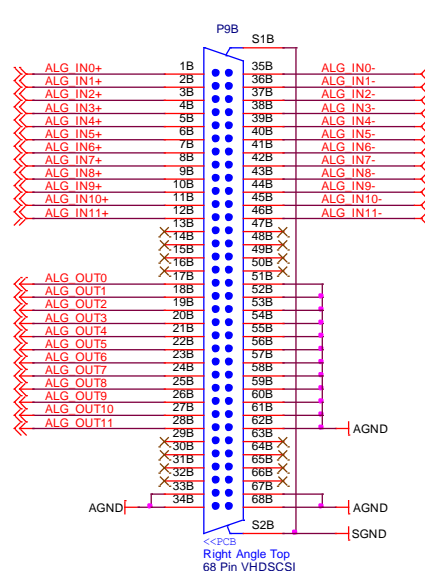 P9B
S1B
ALG_IN0+ 1B 35B ALG_IN0-
ALG_IN1+ 2B 36B ALG_IN1-
ALG_IN2+ 3B 37B ALG_IN2-
ALG_IN3+ 4B 38B ALG_IN3-
ALG_IN4+ 5B 39B ALG_IN4-
ALG_IN5+ 6B 40B ALG_IN5-
ALG_IN6+ 7B 41B ALG_IN6-
ALG_IN7+ 8B 42B ALG_IN7-
ALG_IN8+ 9B 43B ALG_IN8-
ALG_IN9+ 10B 44B ALG_IN9-
ALG_IN10+ 11B 45B ALG_IN10-
ALG_IN11+ 12B 46B ALG_IN11-
13B 47B
14B 48B
15B 49B
16B 50B
ALG_OUT0 17B 51B
ALG_OUT1 18B 52B
ALG_OUT2 19B 53B
ALG_OUT3 20B 54B
ALG_OUT4 21B 55B
ALG_OUT5 22B 56B
ALG_OUT6 23B 57B
ALG_OUT7 24B 58B
ALG_OUT8 25B 59B
ALG_OUT9 26B 60B
ALG_OUT10 27B 61B
ALG_OUT11 28B 62B AGND
29B 63B
30B 64B
31B 65B
32B 66B
33B 67B
AGND 34B 68B AGND
S2B SGND
<<PCB
Right Angle Top
68 Pin VHDSCSI